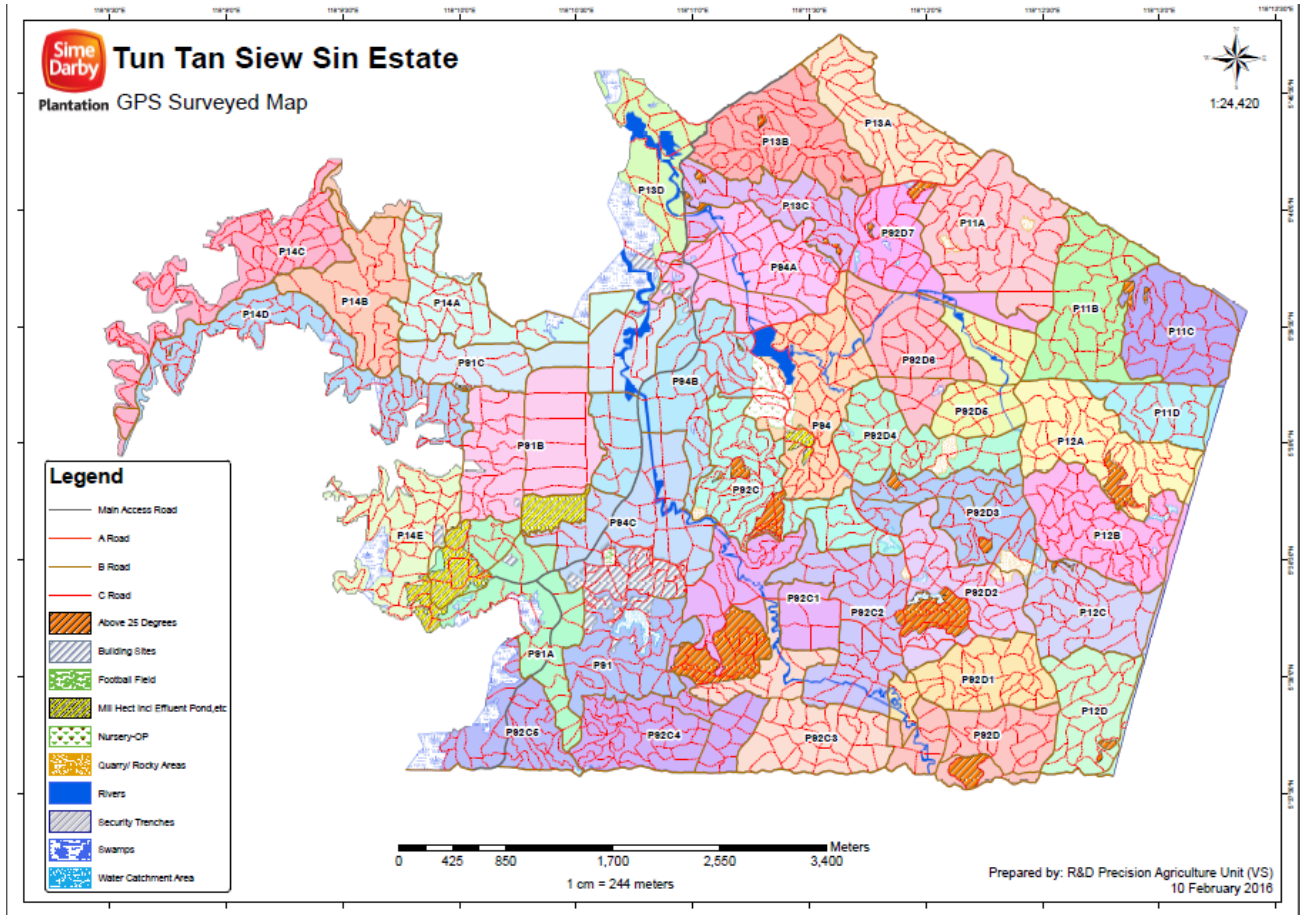 Sime
Darby
Plantation
Tun Tan Siew Sin Estate
GPS Surveyed Map
1:24,420
P13A
P13B
P13D
P13C
P92D7
P11A
P14C
P94A
P14B
P14A
P14D
P11B
P11C
P91C
P92D6
P94B
P92D5
P11D
P94
P92D4
P12A
P91B
P92C
P92D3
P94C
P14E
P12B
P92D2
P92C1
P92C2
P12C
P91A
P91
P92D1
P12D
P92C5
P92C4
P92C3
P92D
Legend
Main Access Road
A Road
B Road
C Road
Above 25 Degrees
Building Sites
Football Field
Mill Hect incl Effluent Pond,etc
Nursery-OP
Quarry/ Rocky Areas
Rivers
Security Trenches
Swamps
Water Catchment Area
Meters
0 425 850 1,700 2,550 3,400
1 cm = 244 meters
Prepared by: R&D Precision Agriculture Unit (VS)
10 February 2016